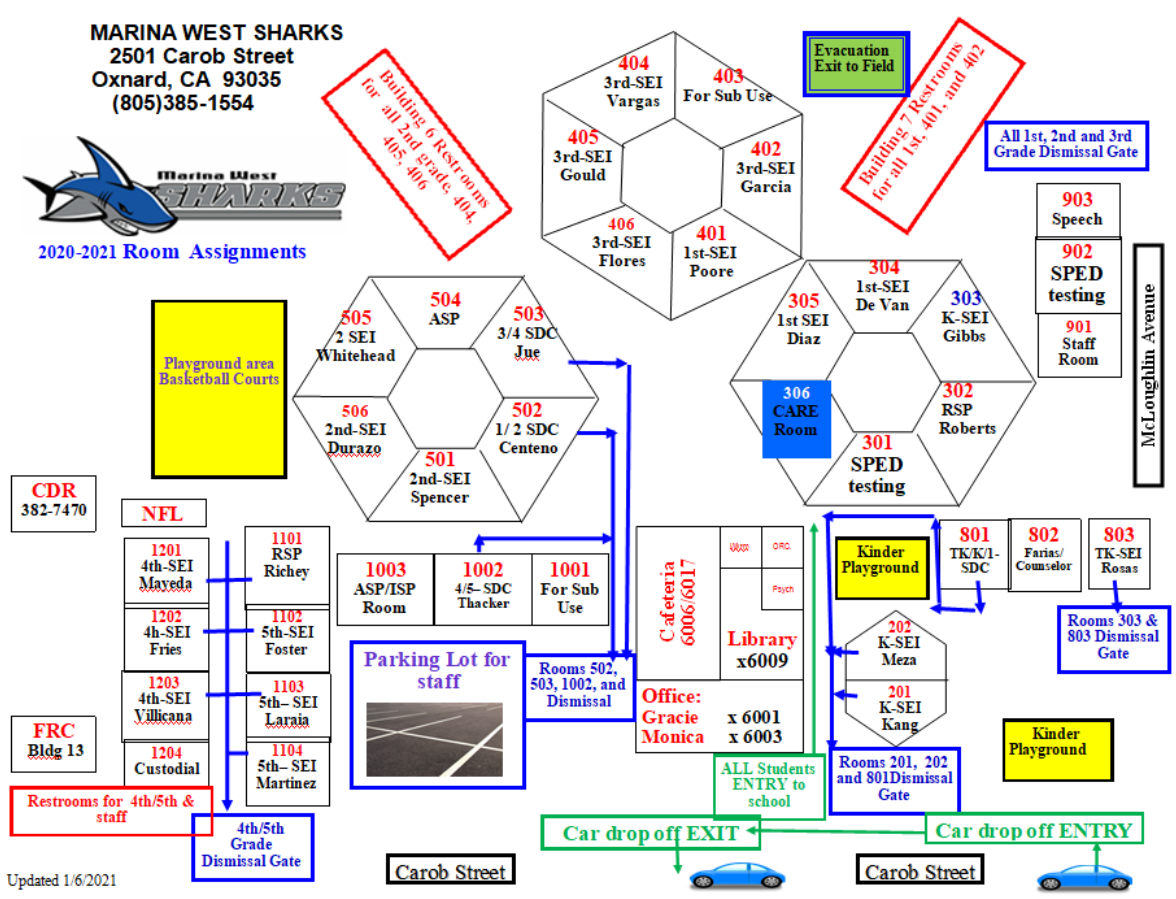 MARINA WEST SHARKS
2501 Carob Street
Oxnard, CA  93035
(805)385-1554
Marina West
SHARKS
2020-2021 Room  Assignments
Building 6 Restrooms
for  all 2nd grade, 404,
405, 406
404
3rd-SEI
Vargas
403
For Sub Use
405
3rd-SEI
Gould
402
3rd-SEI
Garcia
406
3rd-SEI
Flores
401
1st-SEI
Poore
Evacuation
Exit to Field
Building 7 Restrooms
for all 1st, 401, and 402
All 1st, 2nd and 3rd
Grade Dismissal Gate
903
Speech
902
SPED
testing
901
Staff
Room
McLoughlin Avenue
Playground area
Basketball Courts
504
ASP
505
2 SEI
Whitehead
503
3/4 SDC
Jue
506
2nd-SEI
Durazo
502
1/ 2 SDC
Centeno
501
2nd-SEI
Spencer
304
1st-SEI
De Van
305
1st SEI
Diaz
303
K-SEI
Gibbs
306
CARE
Room
302
RSP
Roberts
301
SPED
testing
CDR
382-7470
NFL
1201
4th-SEI
Mayeda
1202
4h-SEI
Fries
1203
4th-SEI
Villicana
1204
Custodial
1101
RSP
Richey
1102
5th-SEI
Foster
1103
5th– SEI
Laraia
1104
5th– SEI
Martinez
FRC
Bldg 13
Restrooms for  4th/5th &
staff
4th/5th
Grade
Dismissal Gate
1003
ASP/ISP
Room
1002
4/5– SDC
Thacker
1001
For Sub
Use
Parking Lot for
staff
Rooms 502,
503, 1002, and
Dismissal
Cafeteria
6006/6017
ORC.
Psych
Library
x6009
Office:
Gracie x 6001
Monica x 6003
Kinder
Playground
801
TK/K/1-
SDC
802
Farias/
Counselor
803
TK-SEI
Rosas
Rooms 303 &
803 Dismissal
Gate
202
K-SEI
Meza
201
K-SEI
Kang
Kinder
Playground
ALL Students
ENTRY to
school
Rooms 201,  202
and 801Dismissal
Gate
Car drop off EXIT
Car drop off ENTRY
Carob Street
Carob Street
Updated 1/6/2021